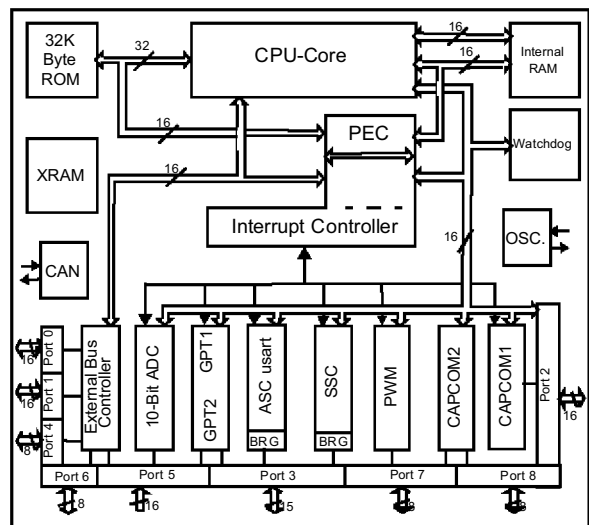 32K
Byte
ROM
32
CPU-Core
16
Internal
RAM
16
16
PEC
Watchdog
XRAM
16
Interrupt Controller
16
OSC.
CAN
Port 0
16
Port 1
16
Port 4
8
External Bus
Controller
10-Bit ADC
GPT1
GPT2
ASC usart
BRG
SSC
BRG
PWM
CAPCOM2
CAPCOM1
Port 2
16
Port 6
Port 5
Port 3
Port 7
Port 8
8
16
15
8
8